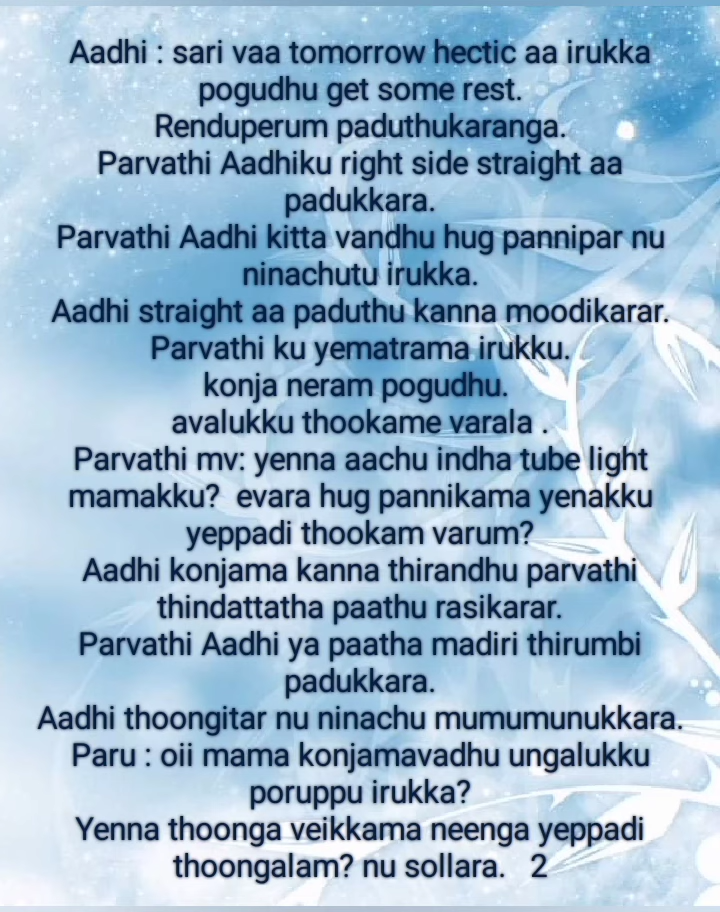 Aadhi : sari vaa tomorrow hectic aa irukka
pogudhu get some rest.
Renduperum paduthukaranga.
Parvathi Aadhiku right side straight aa
padukkara.
Parvathi Aadhi kitta vandhu hug pannipar nu
ninachutu irukka.
Aadhi straight aa paduthu kanna moodikarar.
Parvathi ku yematrama irukku.
konja neram pogudhu.
avalukku thookame varala .
Parvathi mv: yenna aachu indha tube light
mamakku? evara hug pannikama yenakku
yeppadi thookam varum?
Aadhi konjama kanna thirandhu parvathi
thindattatha paathu rasikarar.
Parvathi Aadhi ya paatha madiri thirumbi
padukkara.
Aadhi thoongitar nu ninachu mumumunukkara.
Paru : oii mama konjamavadhu ungalukku
poruppu irukka?
Yenna thoonga veikkama neenga yeppadi
thoongalam? nu sollara. 2